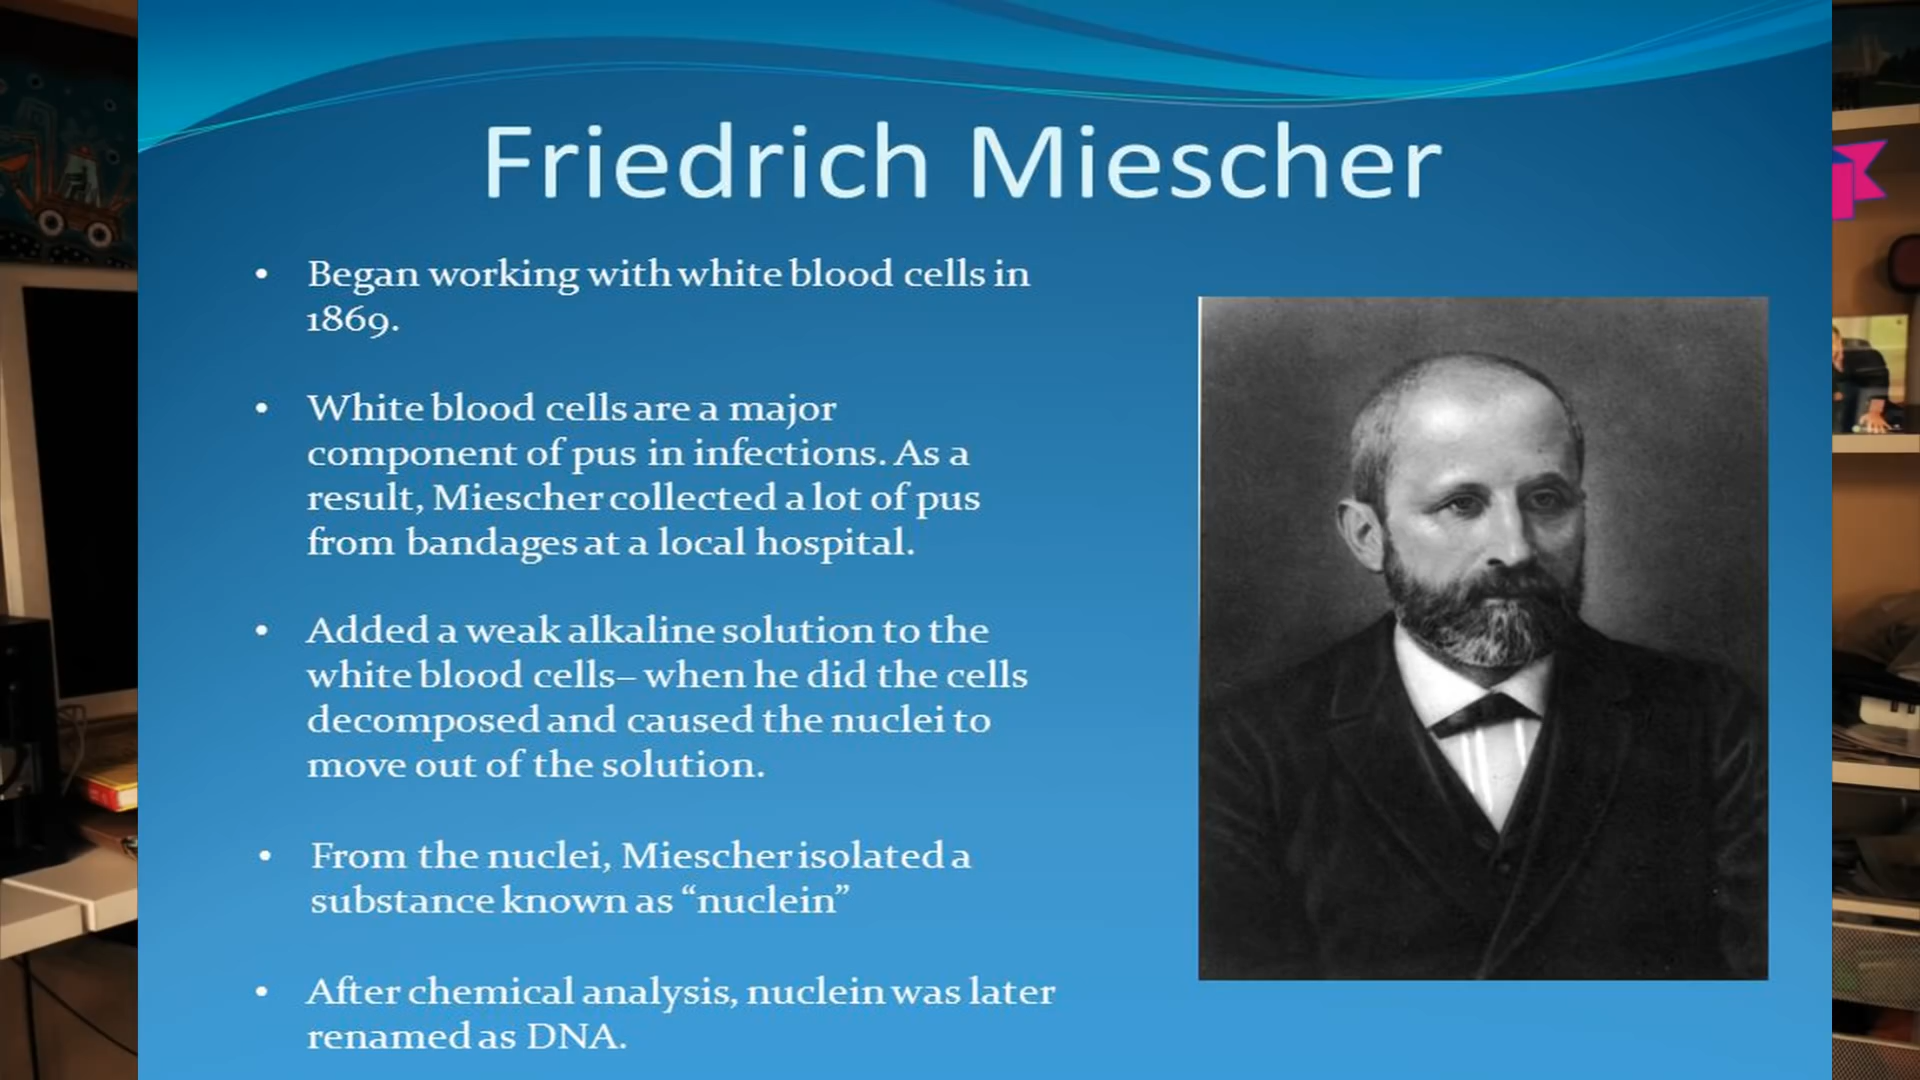 Friedrich Miescher
• Began working with white blood cells in
1869.
• White blood cells are a major
component of pus in infections. As a
result, Miescher collected a lot of pus
from bandages at a local hospital.
• Added a weak alkaline solution to the
white blood cells– when he did the cells
decomposed and caused the nuclei to
move out of the solution.
• From the nuclei, Miescher isolated a
substance known as “nuclein”
• After chemical analysis, nuclein was later
renamed as DNA.